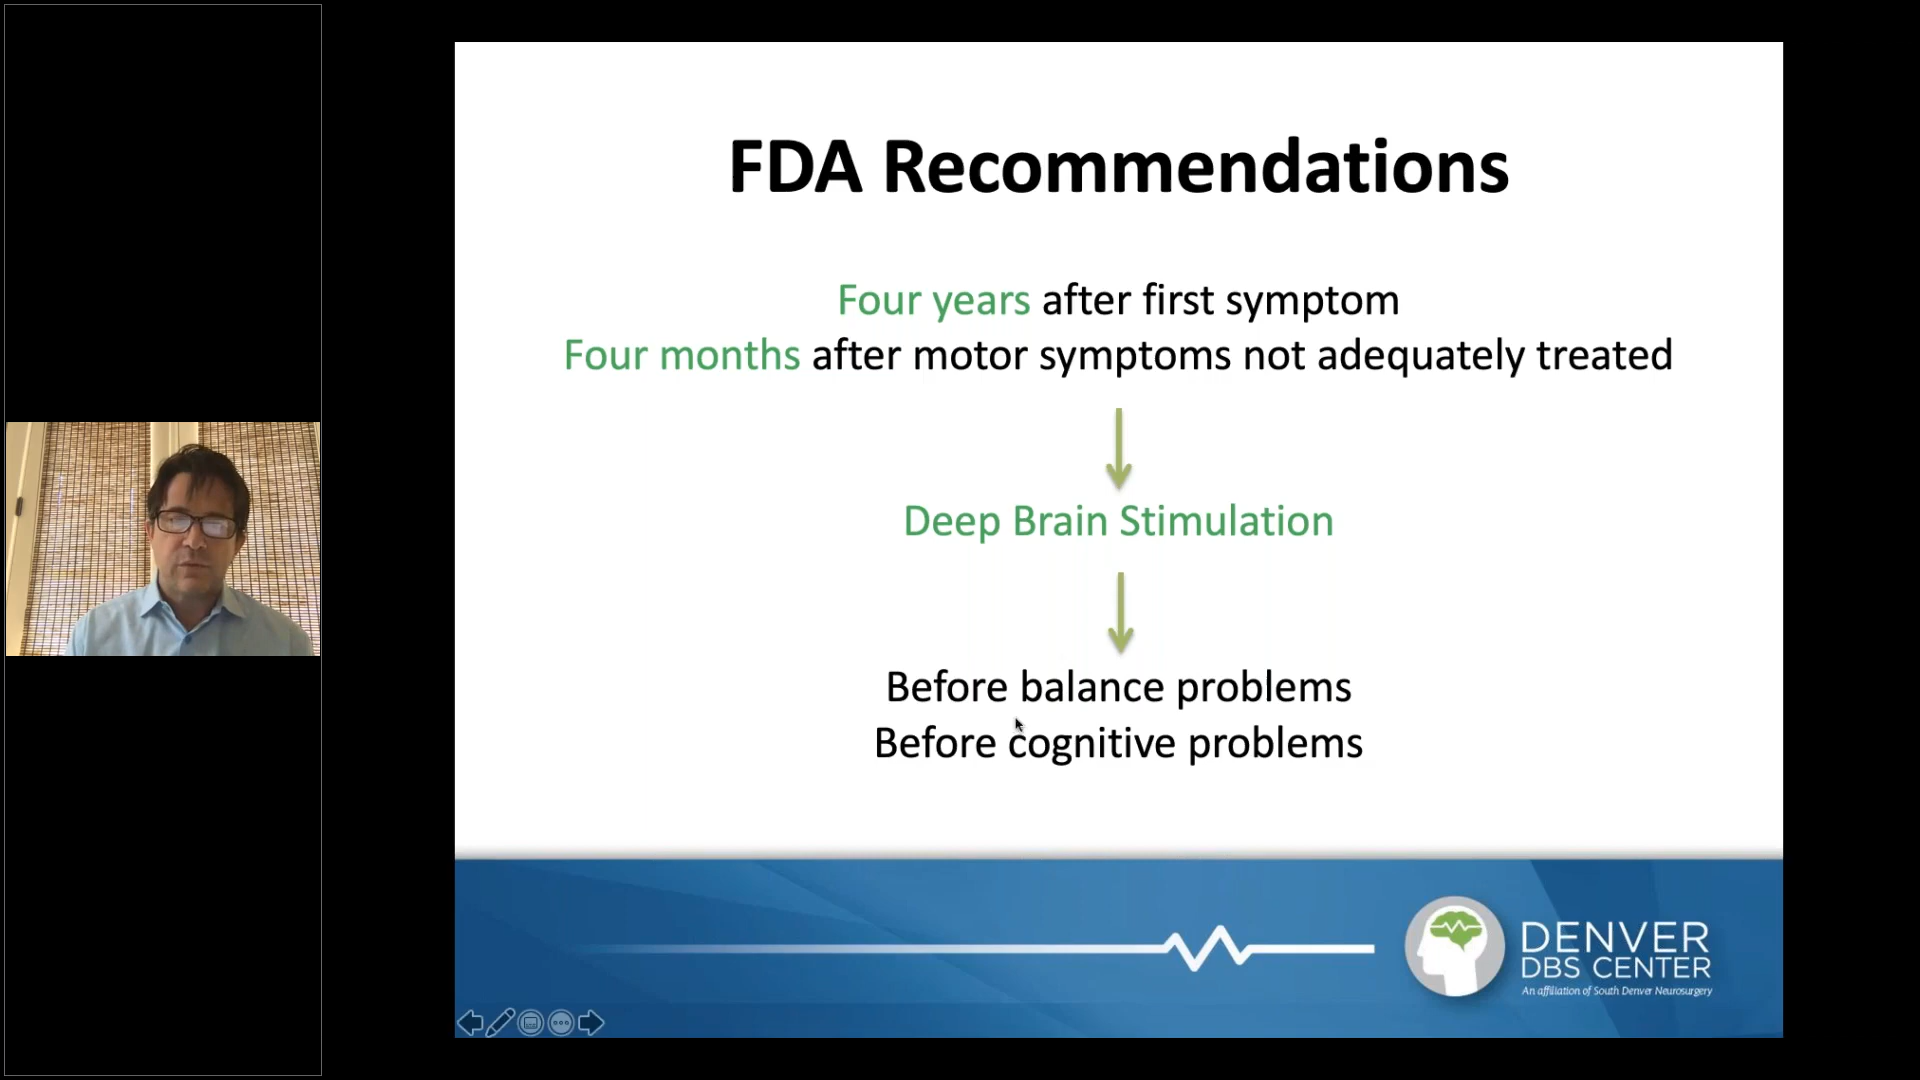 FDA Recommendations
Four years after first symptom
Four months after motor symptoms not adequately treated
Deep Brain Stimulation
Before balance problems
Before cognitive problems
DENVER
DBS CENTER
An affiliation of South Denver Neurosurgery